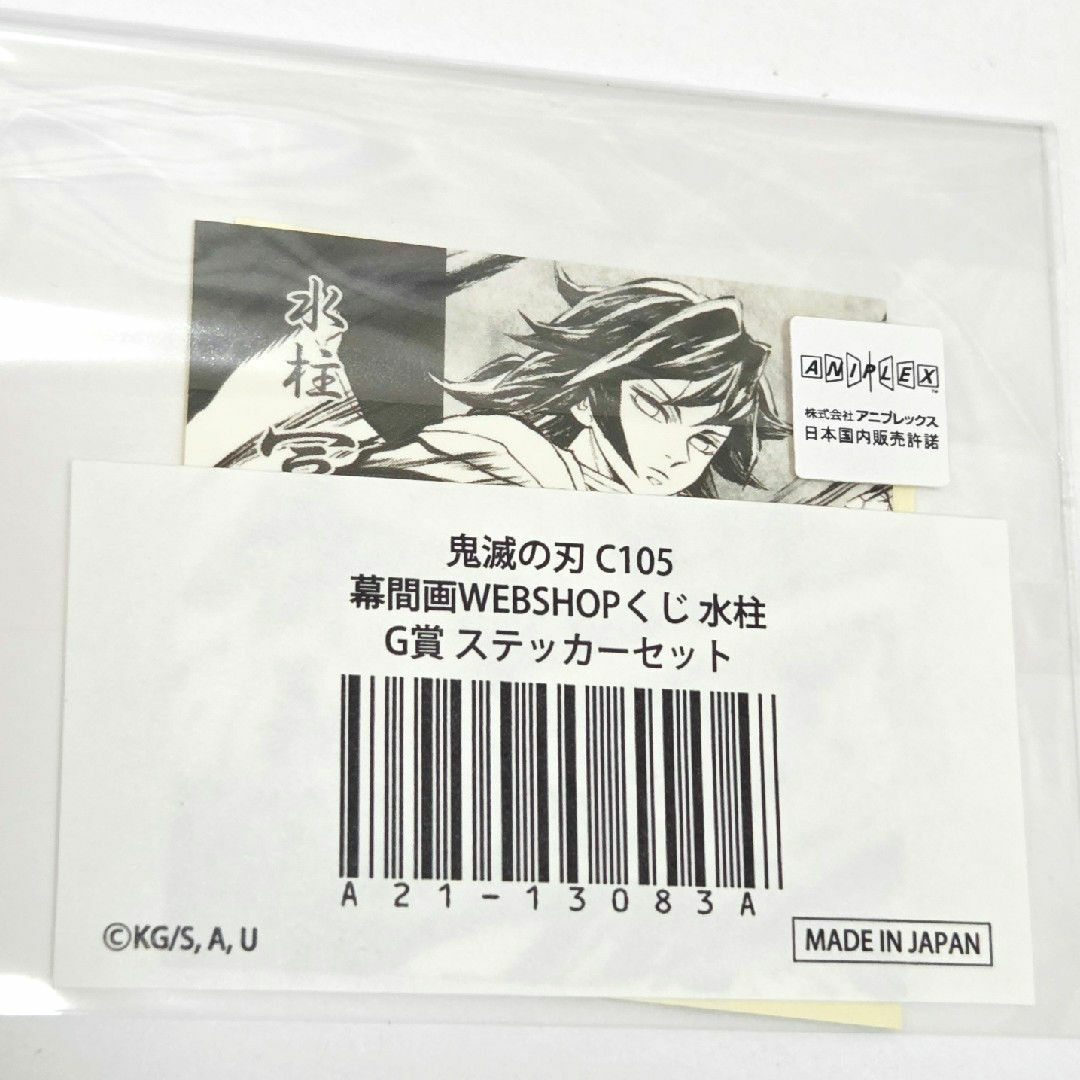 水柱
冨
ANIPLEX
株式会社アニプレックス
日本国内販売許諾
鬼滅の刃 C105
幕間画WEBSHOPくじ 水柱
G賞 ステッカーセット
A21-13083A
©KG/S, A, U
MADE IN JAPAN